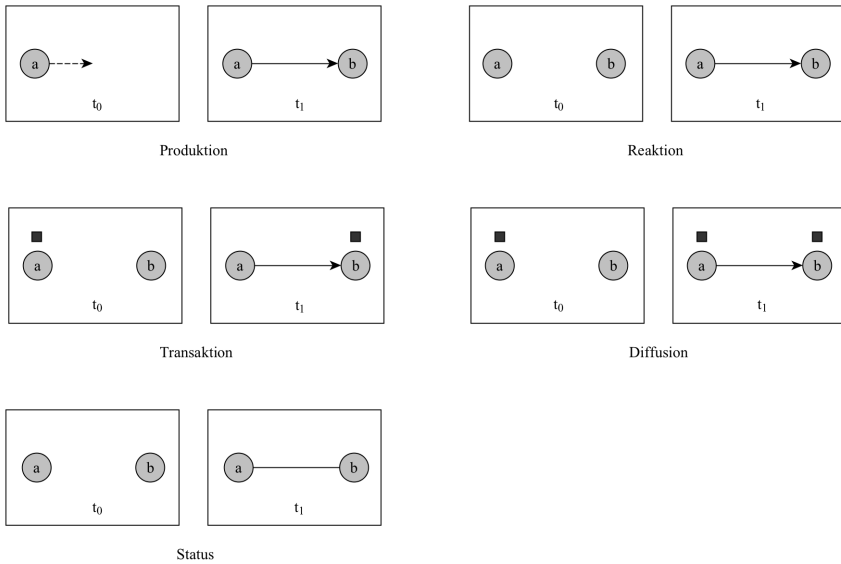 a
t0
a b
t1
Produktion
a b
t0
a b
t1
Reaktion
a b
t0
a b
t1
Transaktion
a b
t0
a b
t1
Diffusion
a b
t0
a b
t1
Status